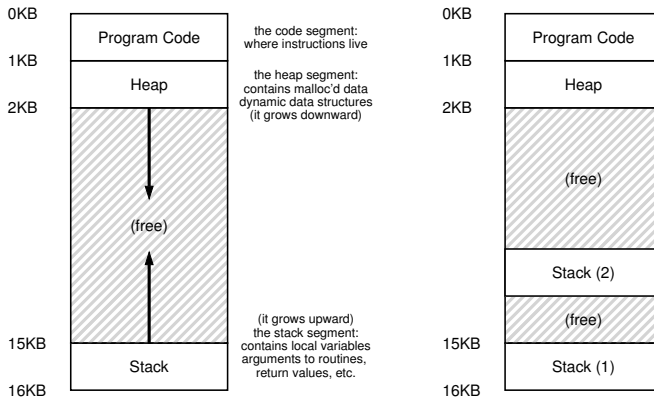 0KB
Program Code
the code segment:
where instructions live
1KB
Heap
the heap segment:
contains malloc'd data
dynamic data structures
(it grows downward)
2KB
(free)
(it grows upward)
the stack segment:
contains local variables
arguments to routines,
return values, etc.
15KB
Stack
16KB
0KB
Program Code
1KB
Heap
2KB
(free)
Stack (2)
(free)
15KB
Stack (1)
16KB